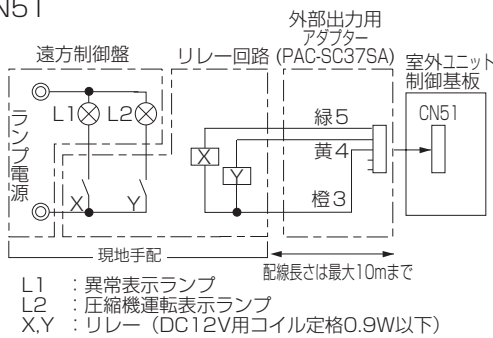 CN51
外部出力用
アダプター
(PAC-SC37SA)
遠方制御盤
リレー回路
室外ユニット
制御基板
ランプ電源
L1
L2
X
Y
X
Y
緑5
黄4
橙3
CN51
現地手配
配線長さは最大10mまで
L1 :異常表示ランプ
L2 :圧縮機運転表示ランプ
X,Y :リレー(DC12V用コイル定格0.9W以下)